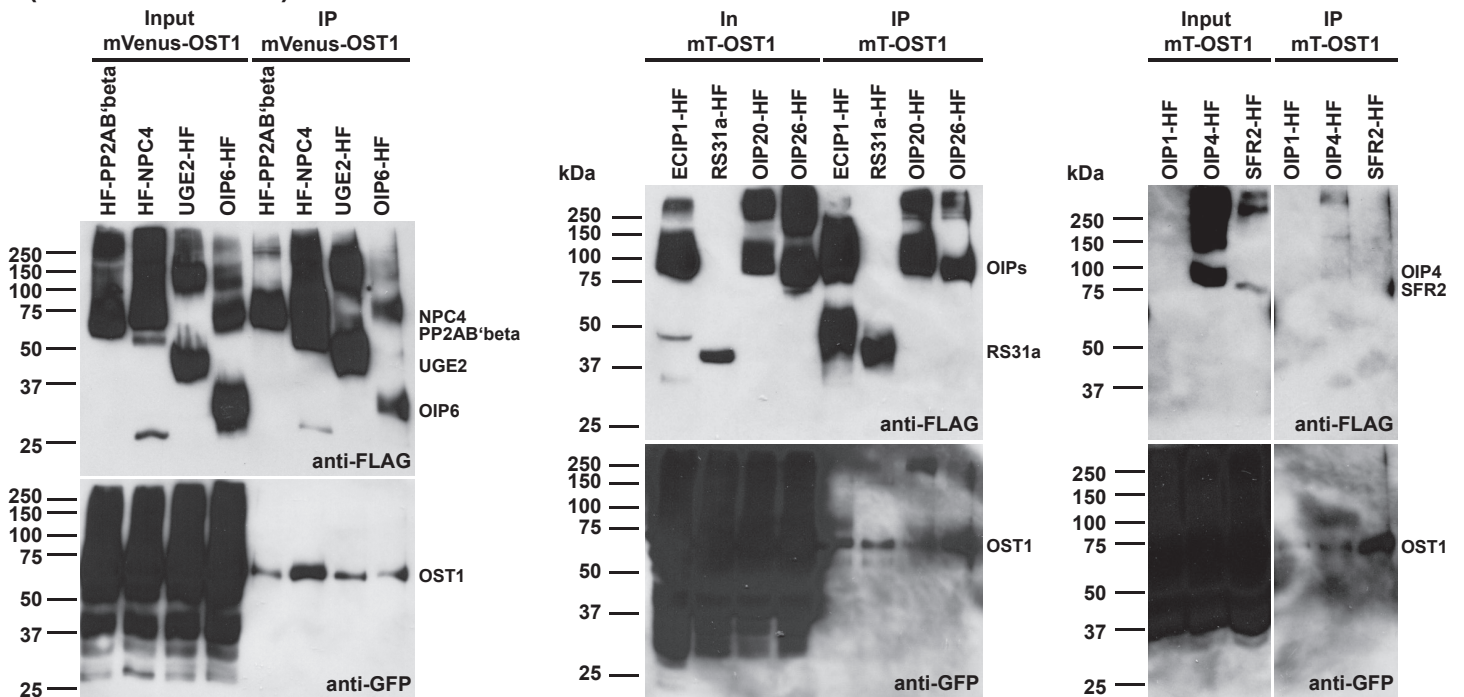 Input
mVenus-OST1
IP
mVenus-OST1
HF-PP2AB‘beta
HF-NPC4
UGE2-HF
OIP6-HF
HF-PP2AB‘beta
HF-NPC4
UGE2-HF
OIP6-HF
250
150
100
75
50
37
25
NPC4
PP2AB‘beta
UGE2
OIP6
anti-FLAG
250
150
100
75
50
37
25
OST1
anti-GFP
In
mT-OST1
IP
mT-OST1
kDa
ECIP1-HF
RS31a-HF
OIP20-HF
OIP26-HF
ECIP1-HF
RS31a-HF
OIP20-HF
OIP26-HF
250
150
100
75
50
37
25
OIPs
RS31a
anti-FLAG
250
150
100
75
50
37
25
OST1
anti-GFP
Input
mT-OST1
IP
mT-OST1
kDa
OIP1-HF
OIP4-HF
SFR2-HF
OIP1-HF
OIP4-HF
SFR2-HF
250
150
100
75
50
37
OIP4
SFR2
anti-FLAG
250
150
100
75
50
37
25
OST1
anti-GFP